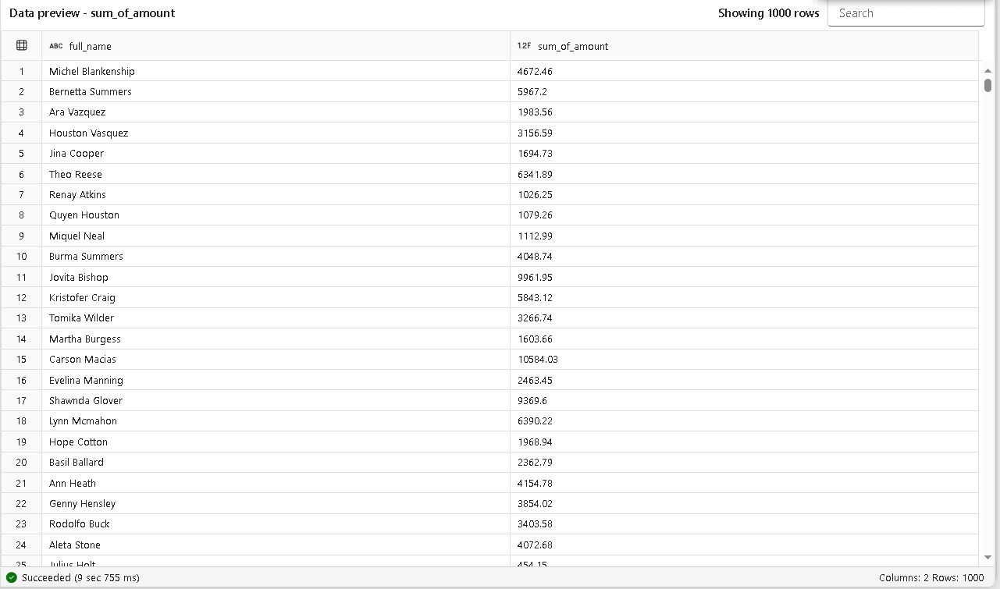 Data preview - sum_of_amount Showing 1000 rows Search
ABC full_name 1.2F sum_of_amount
1 Michel Blankenship 4672.46
2 Bernetta Summers 5967.2
3 Ara Vazquez 1983.56
4 Houston Vasquez 3156.59
5 Jina Cooper 1694.73
6 Theo Reese 6341.89
7 Renay Atkins 1026.25
8 Quyen Houston 1079.26
9 Miquel Neal 1112.99
10 Burma Summers 4048.74
11 Jovita Bishop 9961.95
12 Kristofer Craig 5843.12
13 Tomika Wilder 3266.74
14 Martha Burgess 1603.66
15 Carson Macias 10584.03
16 Evelina Manning 2463.45
17 Shawnda Glover 9369.6
18 Lynn Mcmahon 6390.22
19 Hope Cotton 1968.94
20 Basil Ballard 2362.79
21 Ann Heath 4154.78
22 Genny Hensley 3854.02
23 Rodolfo Buck 3403.58
24 Aleta Stone 4072.68
25 Julius Holt 454.15
Succeeded (9 sec 755 ms) Columns: 2 Rows: 1000